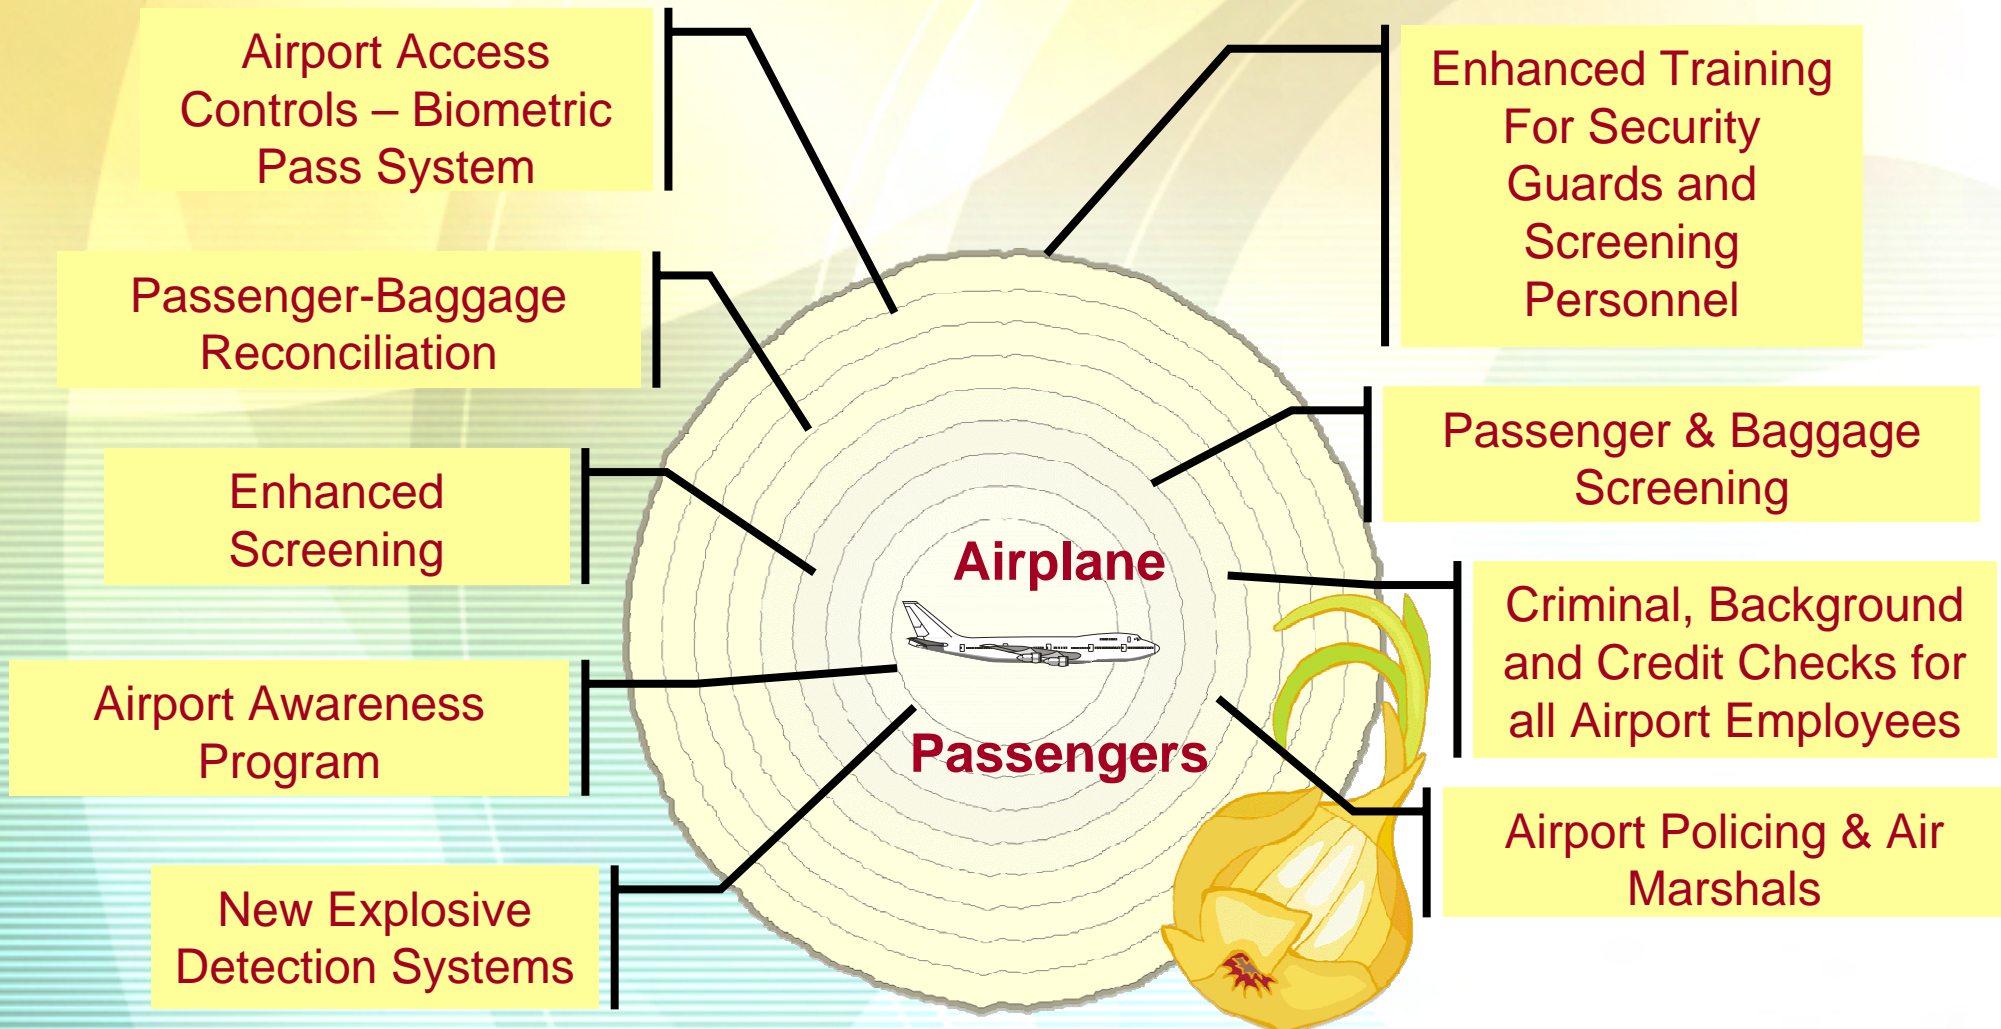 Airport Access
Controls – Biometric
Pass System
Enhanced Training
For Security
Guards and
Screening
Personnel
Passenger-Baggage
Reconciliation
Passenger & Baggage
Screening
Enhanced
Screening
Airplane
Criminal, Background
and Credit Checks for
all Airport Employees
Airport Awareness
Program
Passengers
Airport Policing & Air
Marshals
New Explosive
Detection Systems